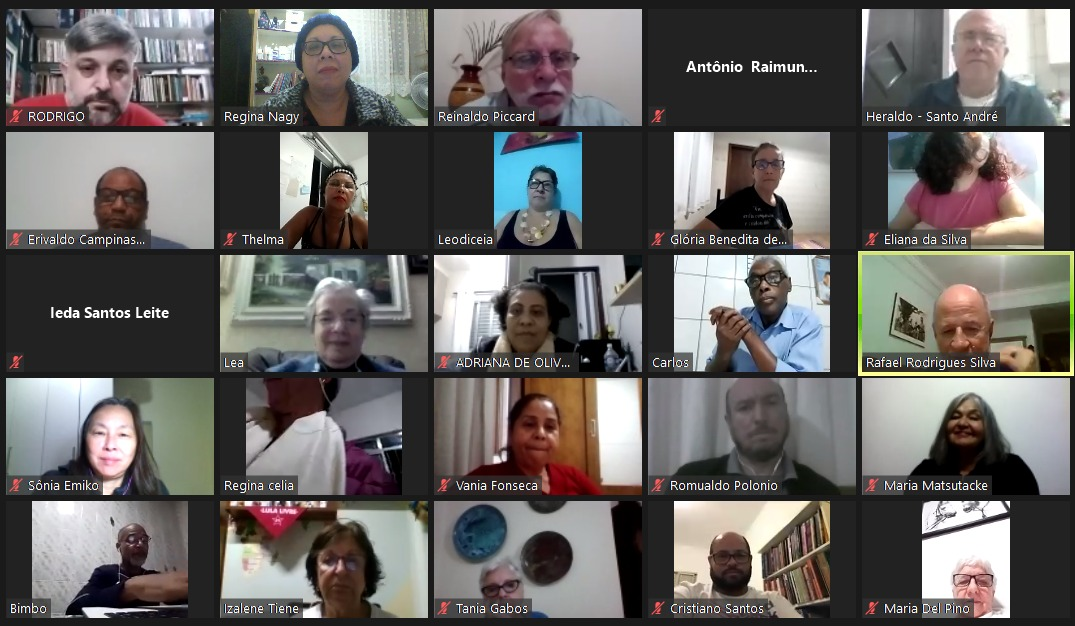 RODRIGO
Regina Nagy
Reinaldo Piccard
Antônio Raimun...
Heraldo - Santo André
Erivaldo Campinas...
Thelma
Leodiceia
Glória Benedita de...
Eliana da Silva
Ieda Santos Leite
Lea
ADRIANA DE OLIV...
Carlos
Rafael Rodrigues Silva
Sônia Emiko
Regina celia
Vania Fonseca
Romualdo Polonio
Maria Matsutacke
Bimbo
LULA LIVRE
Izalene Tiene
Tania Gabos
Cristiano Santos
Maria Del Pino